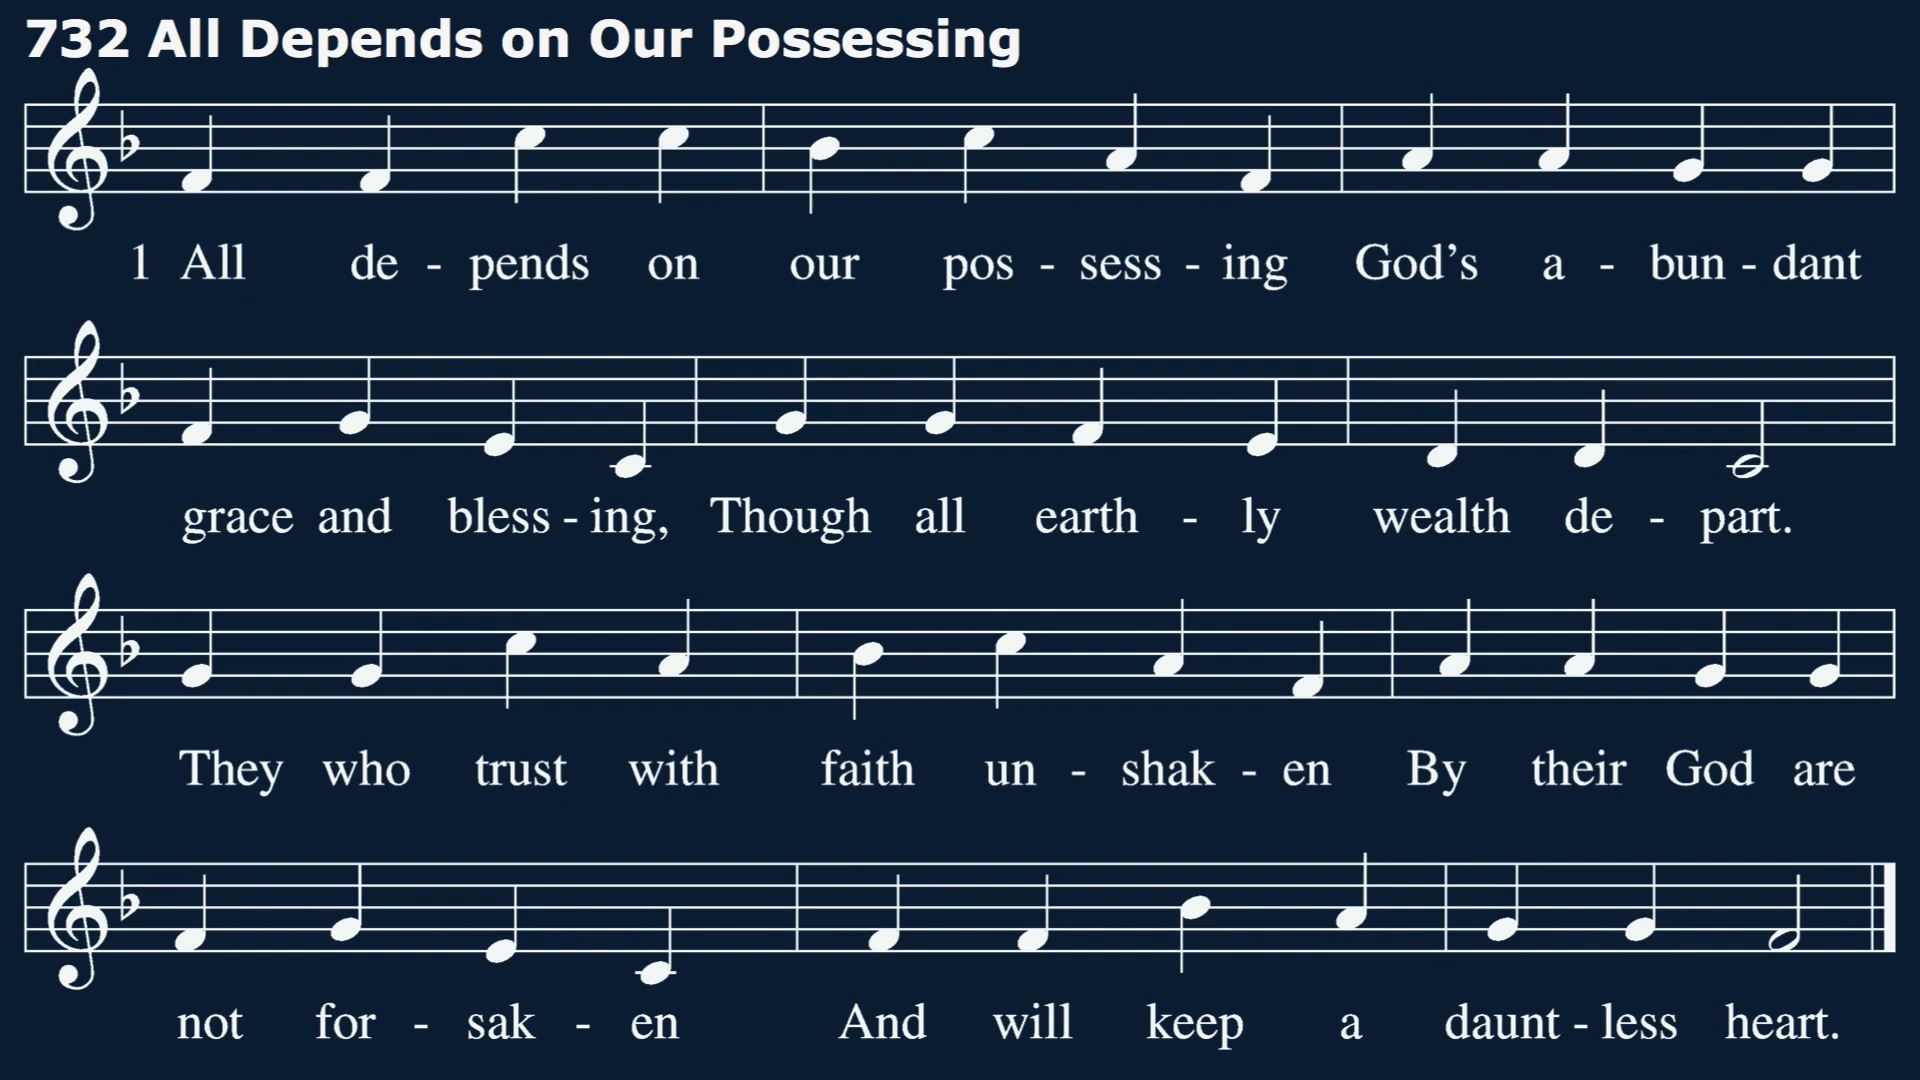 732 All Depends on Our Possessing
1 All de - pends on our pos - sess - ing God’s a - bun - dant
grace and bless - ing, Though all earth - ly wealth de - part.
They who trust with faith un - shak - en By their God are
not for - sak - en And will keep a daunt - less heart.